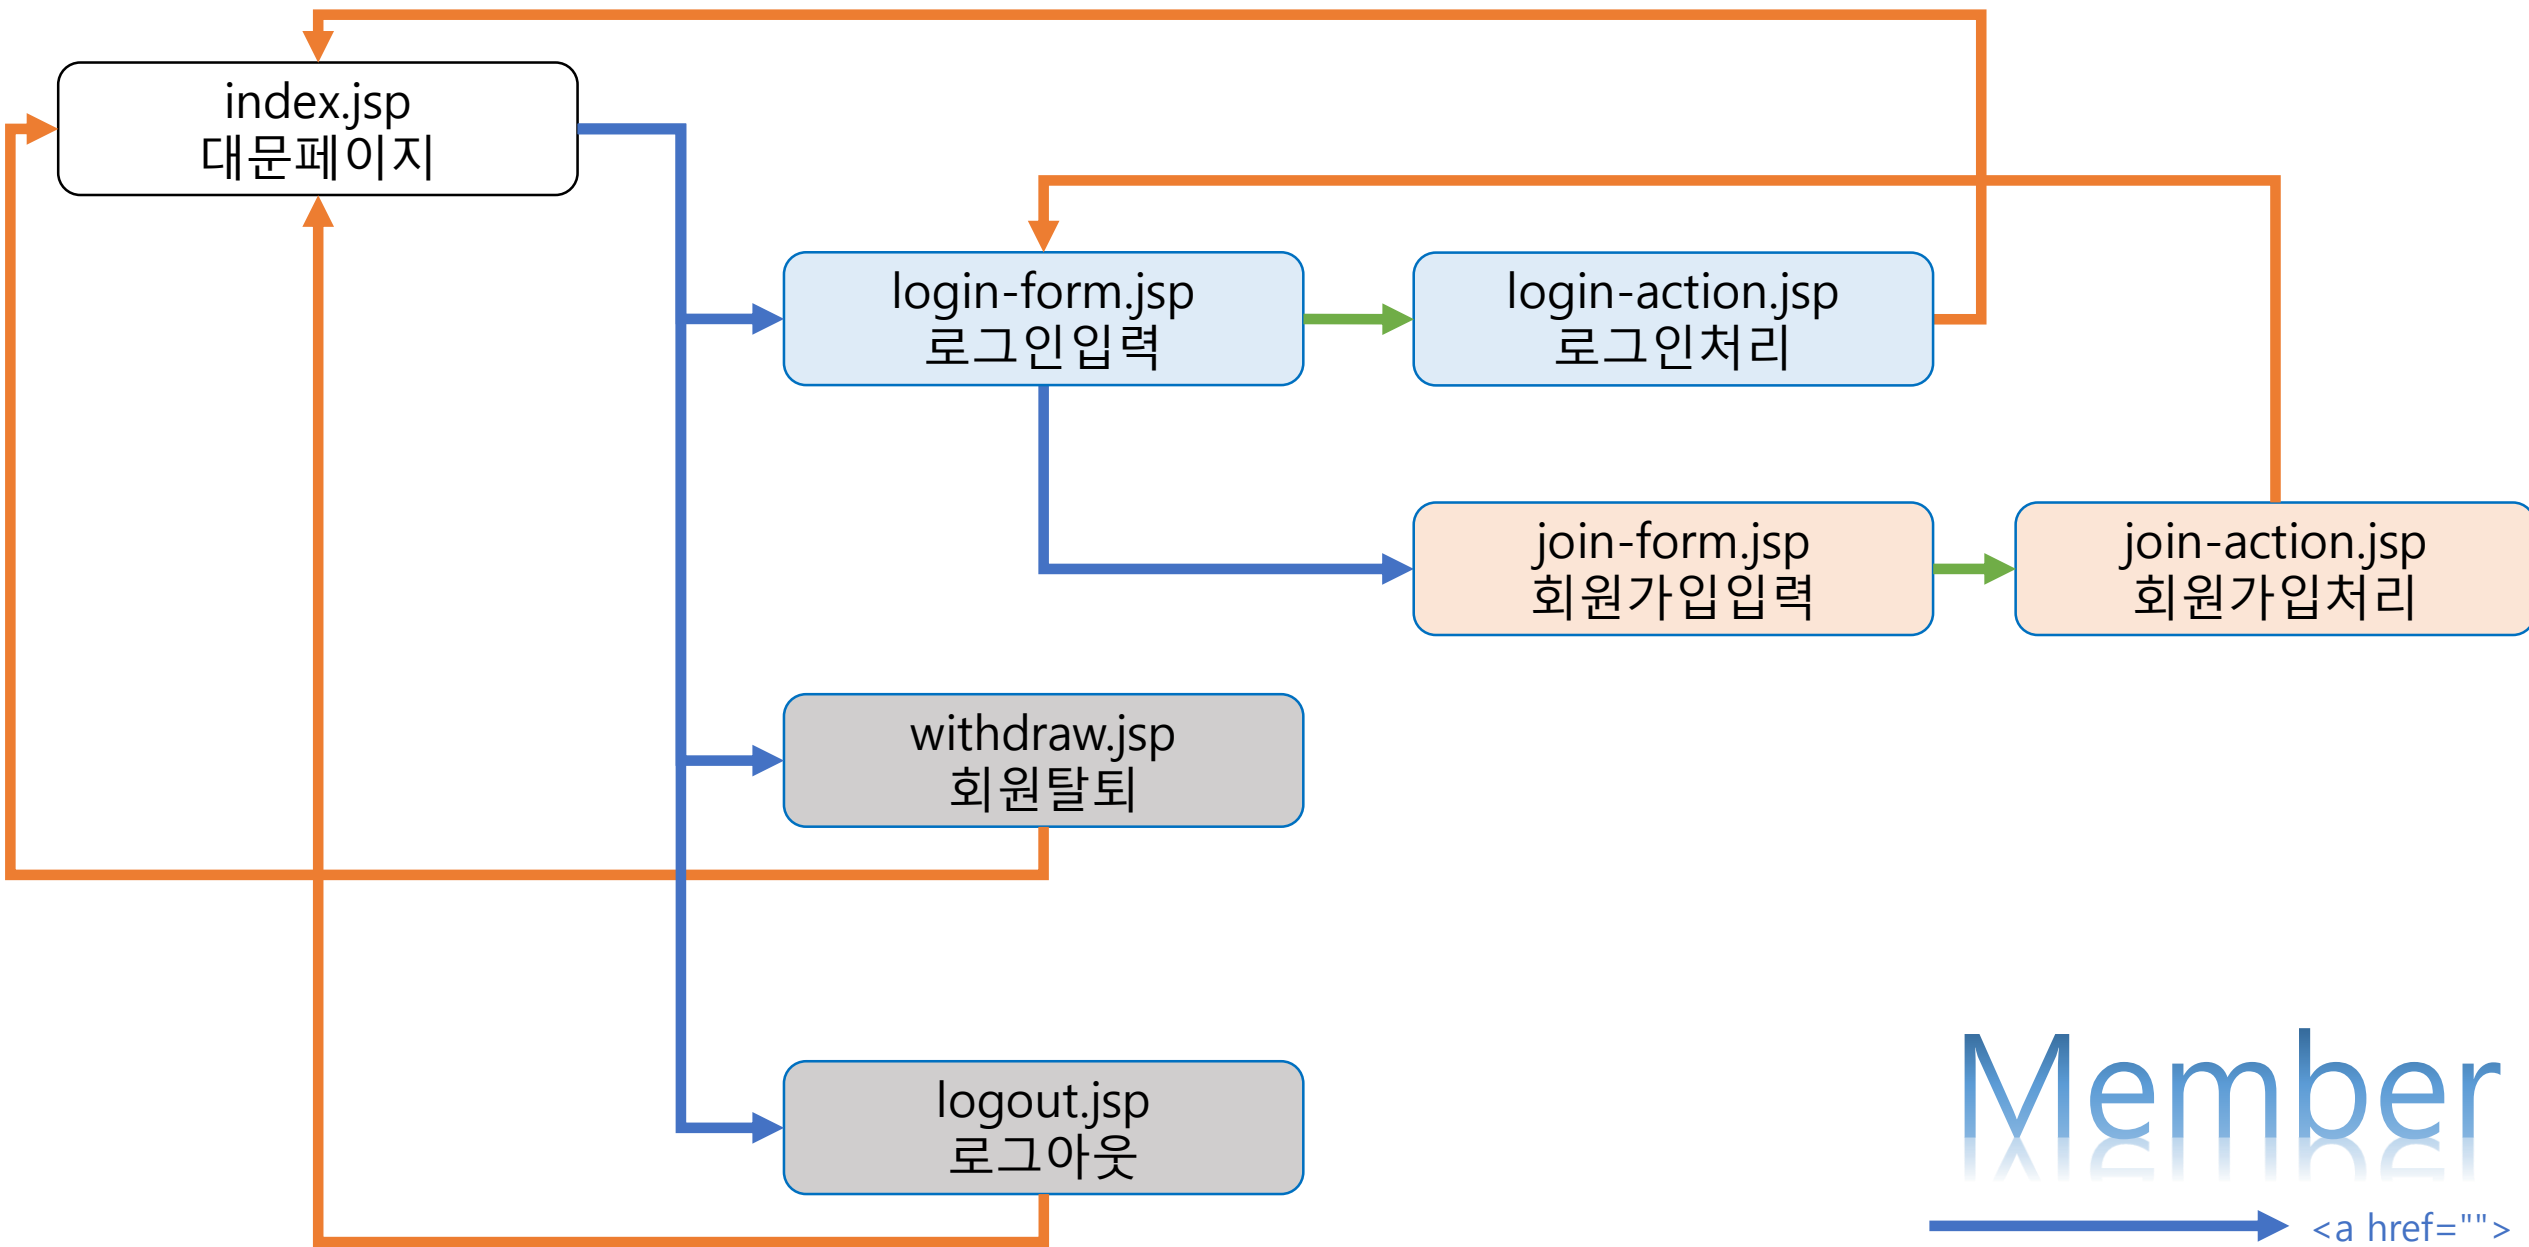 index.jsp
대문페이지
login-form.jsp
로그인입력
login-action.jsp
로그인처리
join-form.jsp
회원가입입력
join-action.jsp
회원가입처리
withdraw.jsp
회원탈퇴
logout.jsp
로그아웃
Member
<a href="">